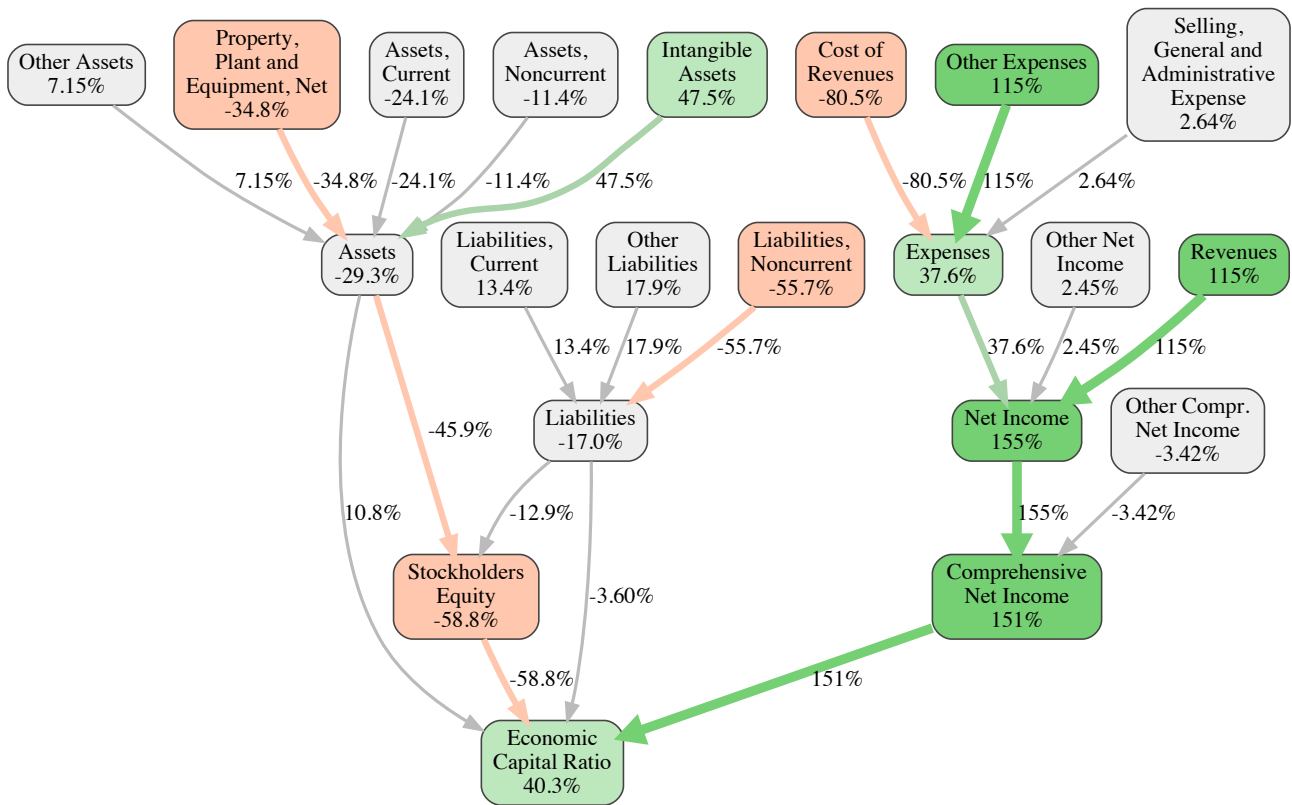 Other Assets
7.15%
Property,
Plant and
Equipment, Net
-34.8%
Assets,
Current
-24.1%
Assets,
Noncurrent
-11.4%
Intangible
Assets
47.5%
Cost of
Revenues
-80.5%
Other Expenses
115%
Selling,
General and
Administrative
Expense
2.64%
7.15%
-34.8%
-24.1%
-11.4%
47.5%
-80.5%
115%
2.64%
Assets
-29.3%
Liabilities,
Current
13.4%
Other
Liabilities
17.9%
Liabilities,
Noncurrent
-55.7%
Expenses
37.6%
Other Net
Income
2.45%
Revenues
115%
13.4%
17.9%
-55.7%
37.6%
2.45%
115%
-45.9%
Liabilities
-17.0%
Net Income
155%
Other Compr.
Net Income
-3.42%
10.8%
-12.9%
155%
-3.42%
Stockholders
Equity
-58.8%
-3.60%
Comprehensive
Net Income
151%
-58.8%
151%
Economic
Capital Ratio
40.3%